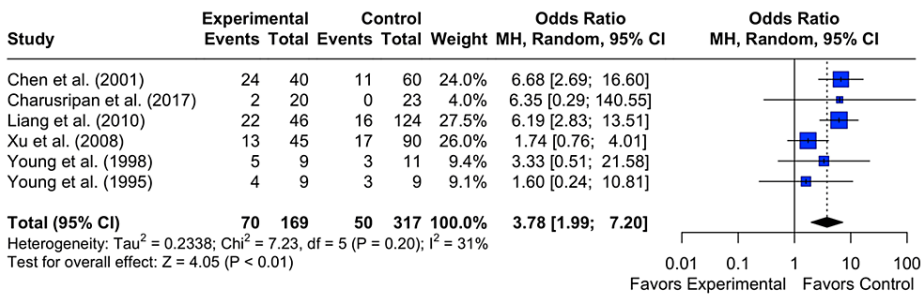 Experimental Control Odds Ratio Odds Ratio
Study Events Total Events Total Weight MH, Random, 95% CI MH, Random, 95% CI
Chen et al. (2001) 24 40 11 60 24.0% 6.68 [2.69; 16.60]
Charusripan et al. (2017) 2 20 0 23 4.0% 6.35 [0.29; 140.55]
Liang et al. (2010) 22 46 16 124 27.5% 6.19 [2.83; 13.51]
Xu et al. (2008) 13 45 17 90 26.0% 1.74 [0.76; 4.01]
Young et al. (1998) 5 9 3 11 9.4% 3.33 [0.51; 21.58]
Young et al. (1995) 4 9 3 9 9.1% 1.60 [0.24; 10.81]
Total (95% CI) 70 169 50 317 100.0% 3.78 [1.99; 7.20]
Heterogeneity: Tau² = 0.2338; Chi² = 7.23, df = 5 (P = 0.20); I² = 31%
Test for overall effect: Z = 4.05 (P < 0.01)
0.01 0.1 1 10 100
Favors Experimental Favors Control